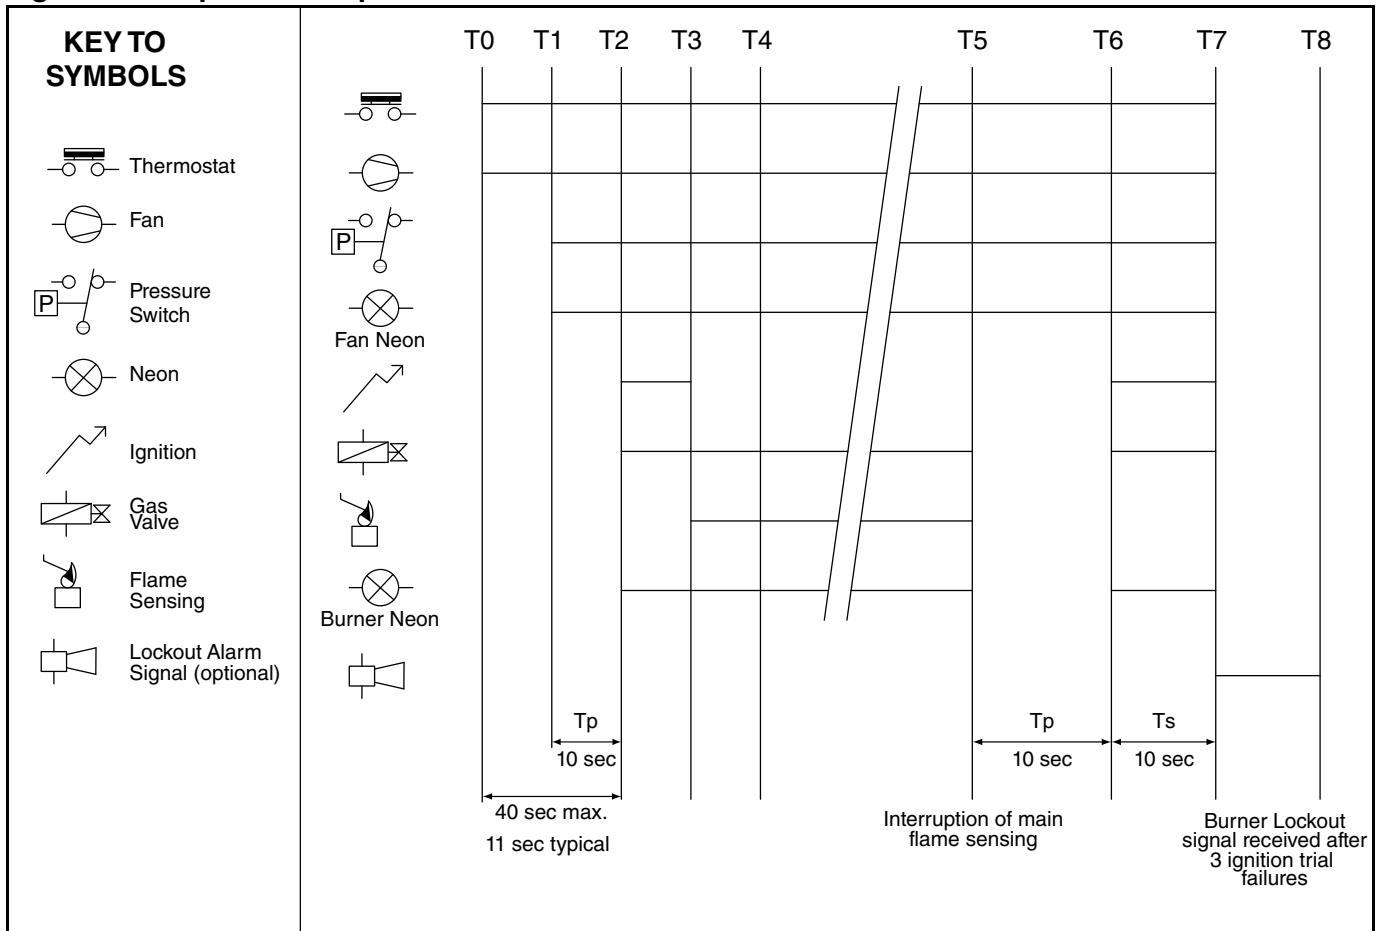 KEY TO
SYMBOLS
Thermostat
Fan
P
Pressure
Switch
Neon
Ignition
Gas
Valve
Flame
Sensing
Lockout Alarm
Signal (optional)
T0 T1 T2 T3 T4 T5 T6 T7 T8
P
Fan Neon
Burner Neon
Tp
10 sec
Tp
10 sec
Ts
10 sec
40 sec max.
11 sec typical
Interruption of main
flame sensing
Burner Lockout
signal received after
3 ignition trial
failures